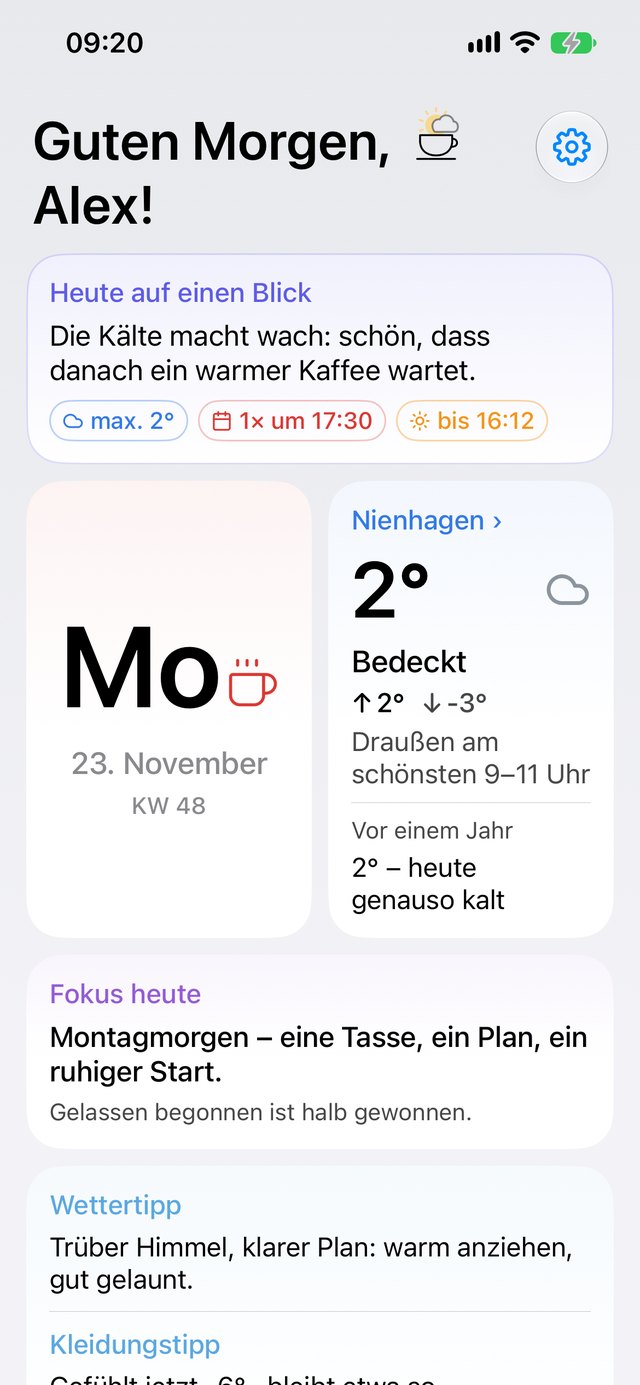 09:20
Guten Morgen,
Alex!
Heute auf einen Blick
Die Kälte macht wach: schön, dass
danach ein warmer Kaffee wartet.
max. 2°
1× um 17:30
bis 16:12
Mo
23. November
KW 48
Nienhagen ›
2°
Bedeckt
↑ 2° ↓ -3°
Draußen am
schönsten 9–11 Uhr
Vor einem Jahr
2° – heute
genauso kalt
Fokus heute
Montagmorgen – eine Tasse, ein Plan, ein
ruhiger Start.
Gelassen begonnen ist halb gewonnen.
Wettertipp
Trüber Himmel, klarer Plan: warm anziehen,
gut gelaunt.
Kleidungstipp